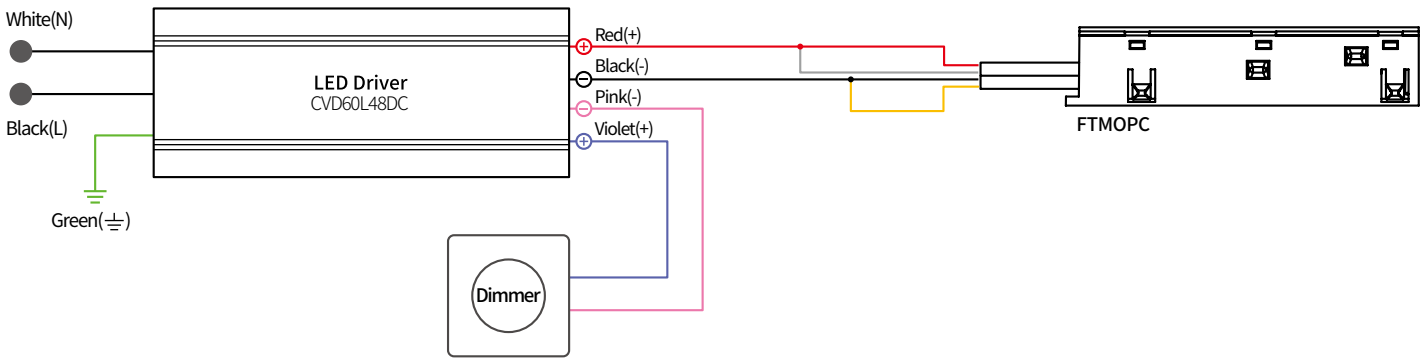 White(N)
Black(L)
Green(⏚)
LED Driver
CVD60L48DC
Red(+)
Black(-)
Pink(-)
Violet(+)
Dimmer
FTMOPC